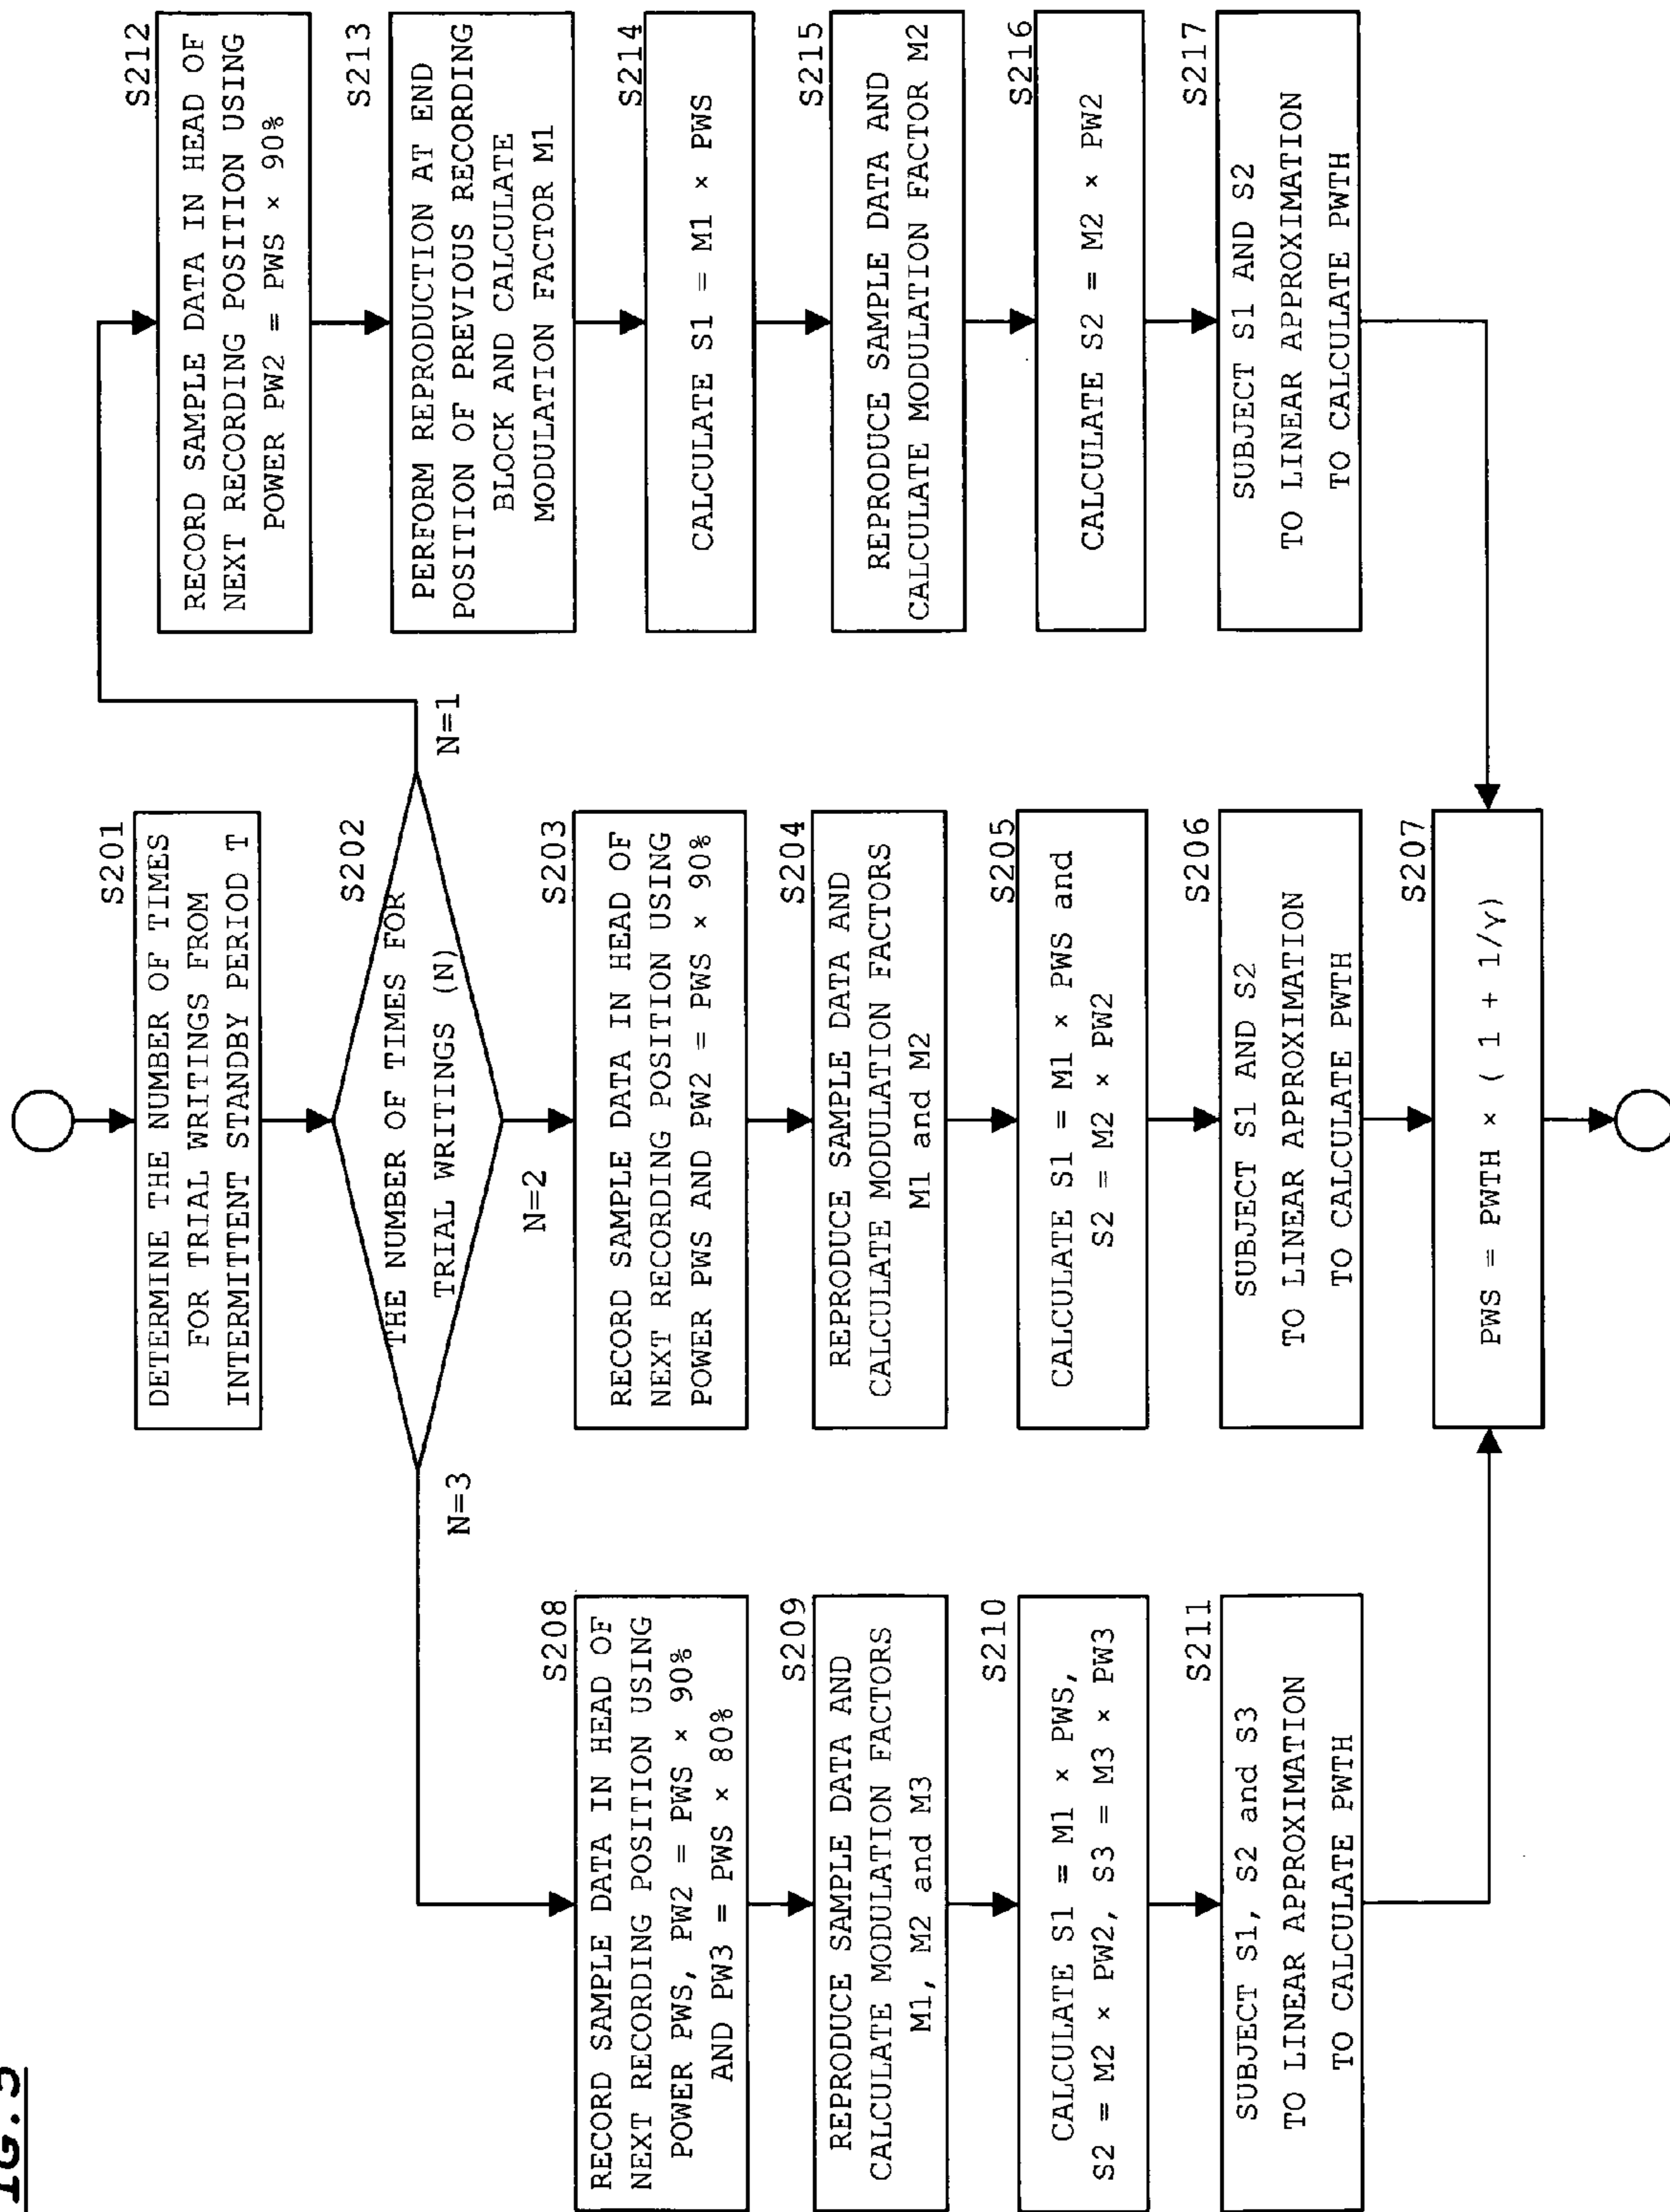 S201
DETERMINE THE NUMBER OF TIMES
FOR TRIAL WRITINGS FROM
INTERMITTENT STANDBY PERIOD T
S202
THE NUMBER OF TIMES FOR
TRIAL WRITINGS (N)
N=3
N=2
N=1
S208
RECORD SAMPLE DATA IN HEAD OF
NEXT RECORDING POSITION USING
POWER PWS, PW2 = PWS × 90%
AND PW3 = PWS × 80%
S209
REPRODUCE SAMPLE DATA AND
CALCULATE MODULATION FACTORS
M1, M2 and M3
S210
CALCULATE S1 = M1 × PWS,
S2 = M2 × PW2, S3 = M3 × PW3
S211
SUBJECT S1, S2 and S3
TO LINEAR APPROXIMATION
TO CALCULATE PWTH
S203
RECORD SAMPLE DATA IN HEAD OF
NEXT RECORDING POSITION USING
POWER PWS AND PW2 = PWS × 90%
S204
REPRODUCE SAMPLE DATA AND
CALCULATE MODULATION FACTORS
M1 and M2
S205
CALCULATE S1 = M1 × PWS and
S2 = M2 × PW2
S206
SUBJECT S1 AND S2
TO LINEAR APPROXIMATION
TO CALCULATE PWTH
S207
PWS = PWTH × ( 1 + 1/γ)
S212
RECORD SAMPLE DATA IN HEAD OF
NEXT RECORDING POSITION USING
POWER PW2 = PWS × 90%
S213
PERFORM REPRODUCTION AT END
POSITION OF PREVIOUS RECORDING
BLOCK AND CALCULATE
MODULATION FACTOR M1
S214
CALCULATE S1 = M1 × PWS
S215
REPRODUCE SAMPLE DATA AND
CALCULATE MODULATION FACTOR M2
S216
CALCULATE S2 = M2 × PW2
S217
SUBJECT S1 AND S2
TO LINEAR APPROXIMATION
TO CALCULATE PWTH